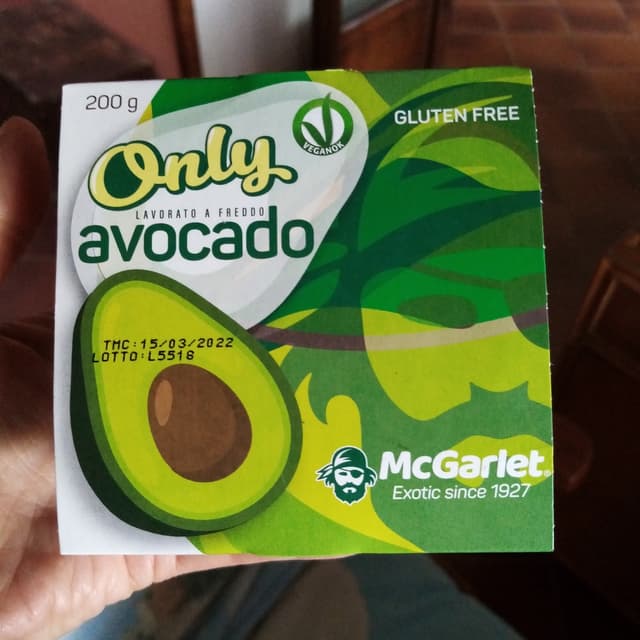 200 g
GLUTEN FREE
VEGANOK
Only
LAVORATO A FREDDO
avocado
TMC:15/03/2022
LOTTO:L5518
McGarlet®
Exotic since 1927